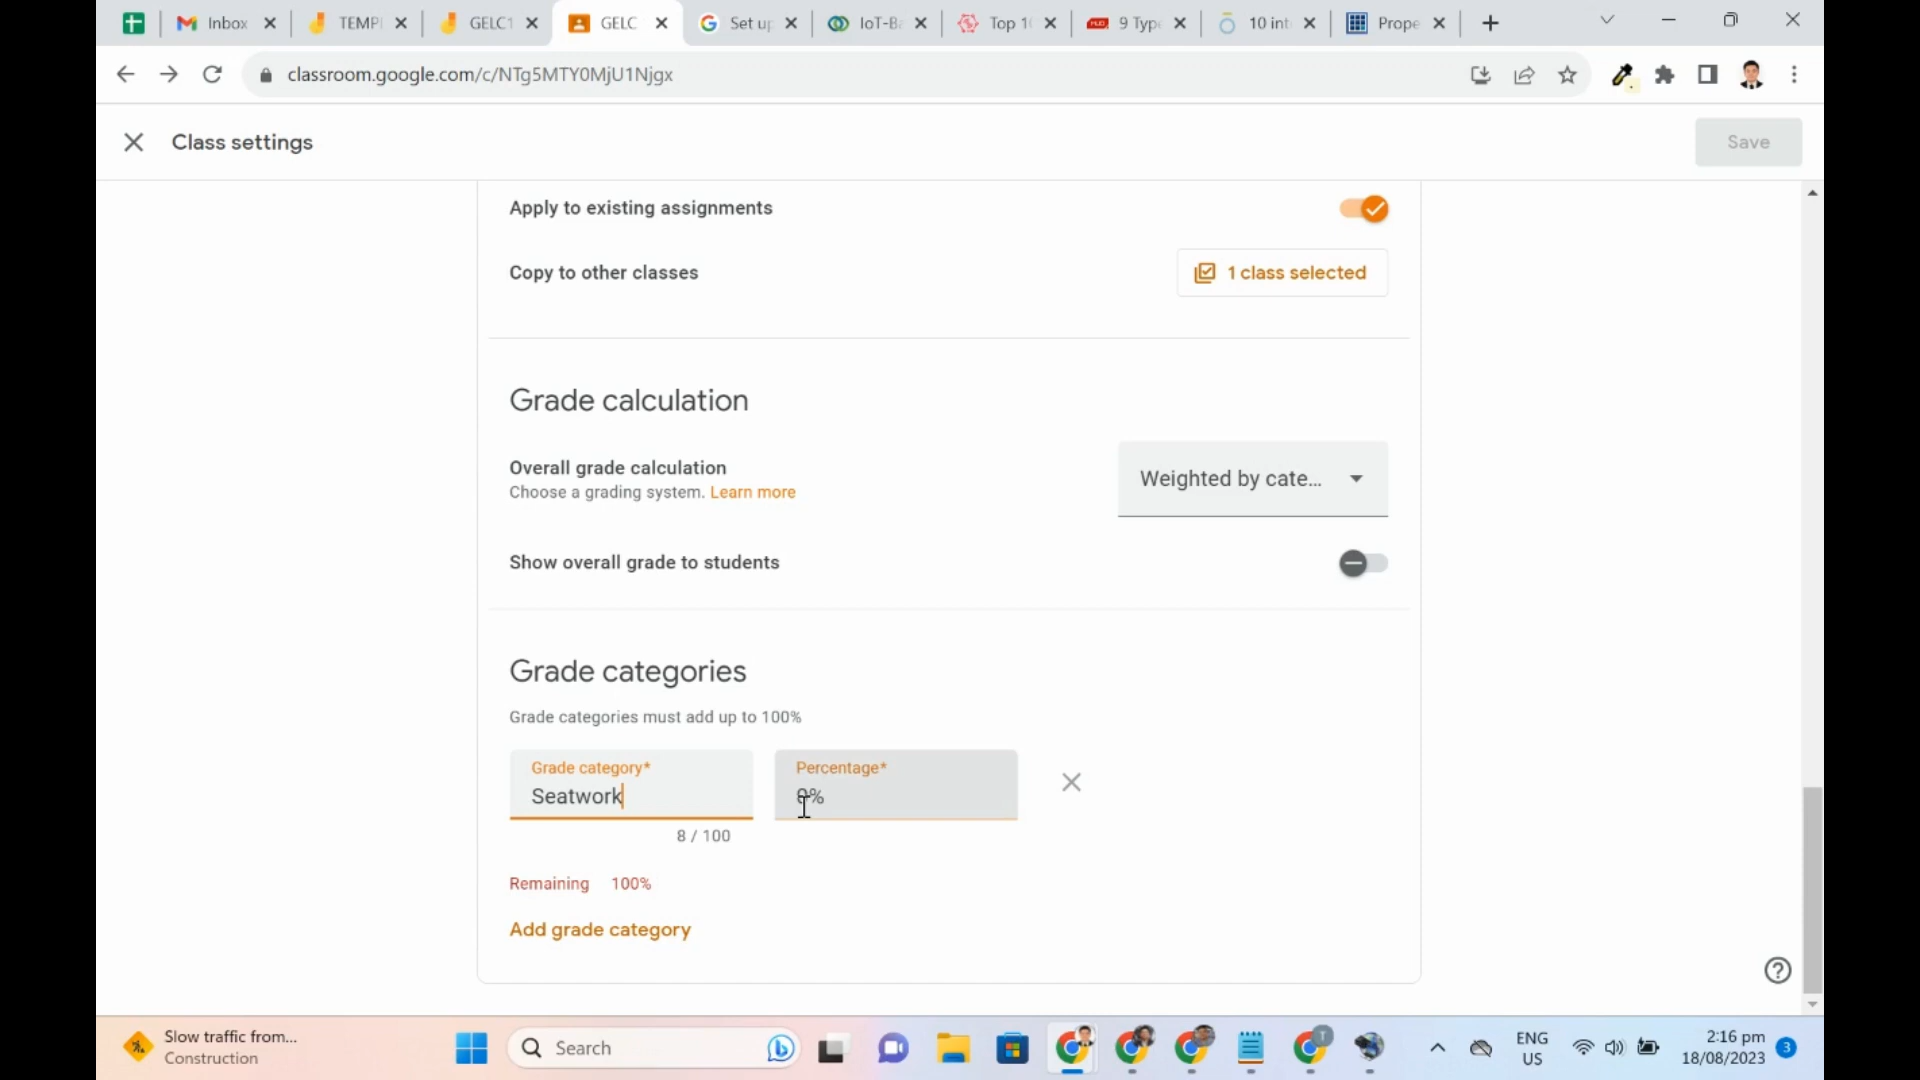 Inbox
TEMP
GELC1
GELC
Set up
IoT-B
Top 1
9 Type
10 int
Prope
classroom.google.com/c/NTg5MTY0MjU1Njgx
Class settings
Save
Apply to existing assignments
Copy to other classes
1 class selected
Grade calculation
Overall grade calculation
Choose a grading system. Learn more
Weighted by cate...
Show overall grade to students
Grade categories
Grade categories must add up to 100%
Grade category*
Seatwork
Percentage*
0%
8 / 100
Remaining 100%
Add grade category
Slow traffic from...
Construction
Search
T
ENG
US
2:16 pm
18/08/2023
3